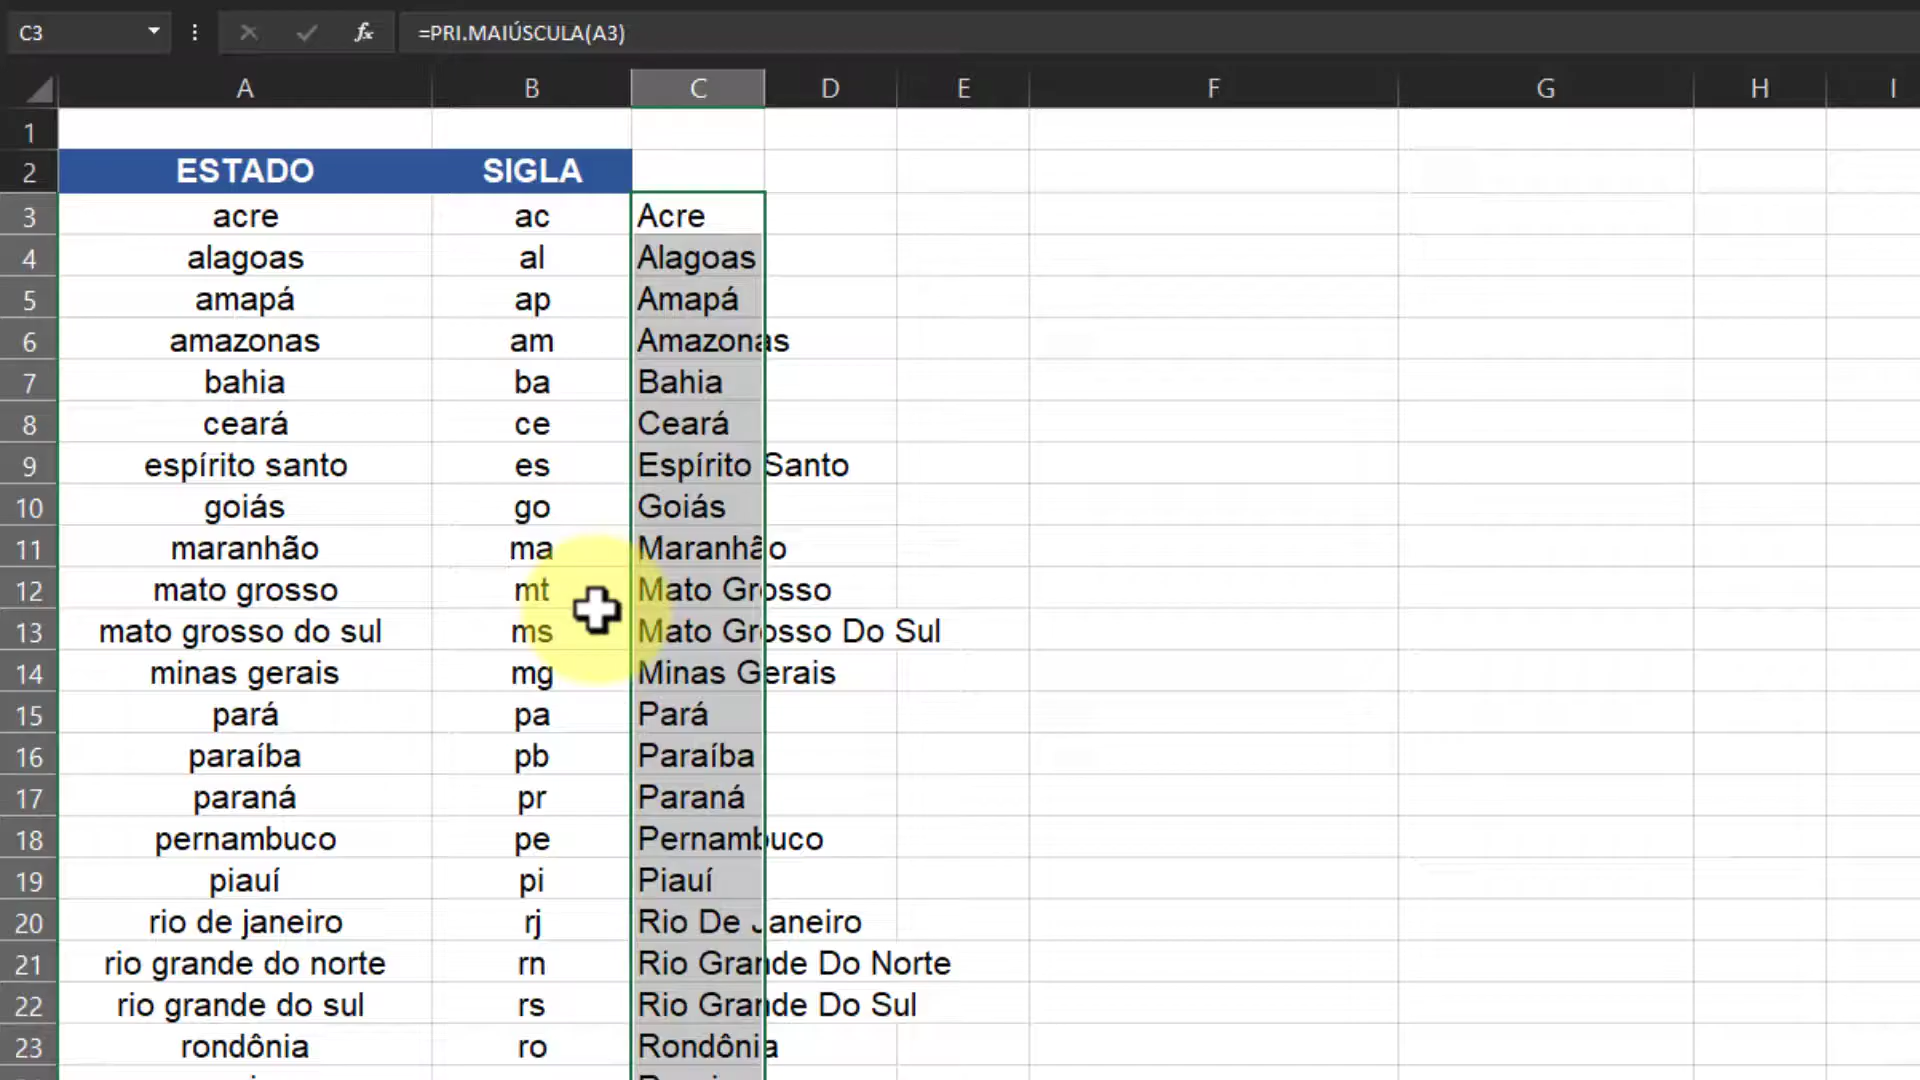 C3 fx =PRI.MAIÚSCULA(A3)
A B C D E F G H I
1
2 ESTADO SIGLA
3 acre ac Acre
4 alagoas al Alagoas
5 amapá ap Amapá
6 amazonas am Amazonas
7 bahia ba Bahia
8 ceará ce Ceará
9 espírito santo es Espírito Santo
10 goiás go Goiás
11 maranhão ma Maranhão
12 mato grosso mt Mato Grosso
13 mato grosso do sul ms Mato Grosso Do Sul
14 minas gerais mg Minas Gerais
15 pará pa Pará
16 paraíba pb Paraíba
17 paraná pr Paraná
18 pernambuco pe Pernambuco
19 piauí pi Piauí
20 rio de janeiro rj Rio De Janeiro
21 rio grande do norte rn Rio Grande Do Norte
22 rio grande do sul rs Rio Grande Do Sul
23 rondônia ro Rondônia